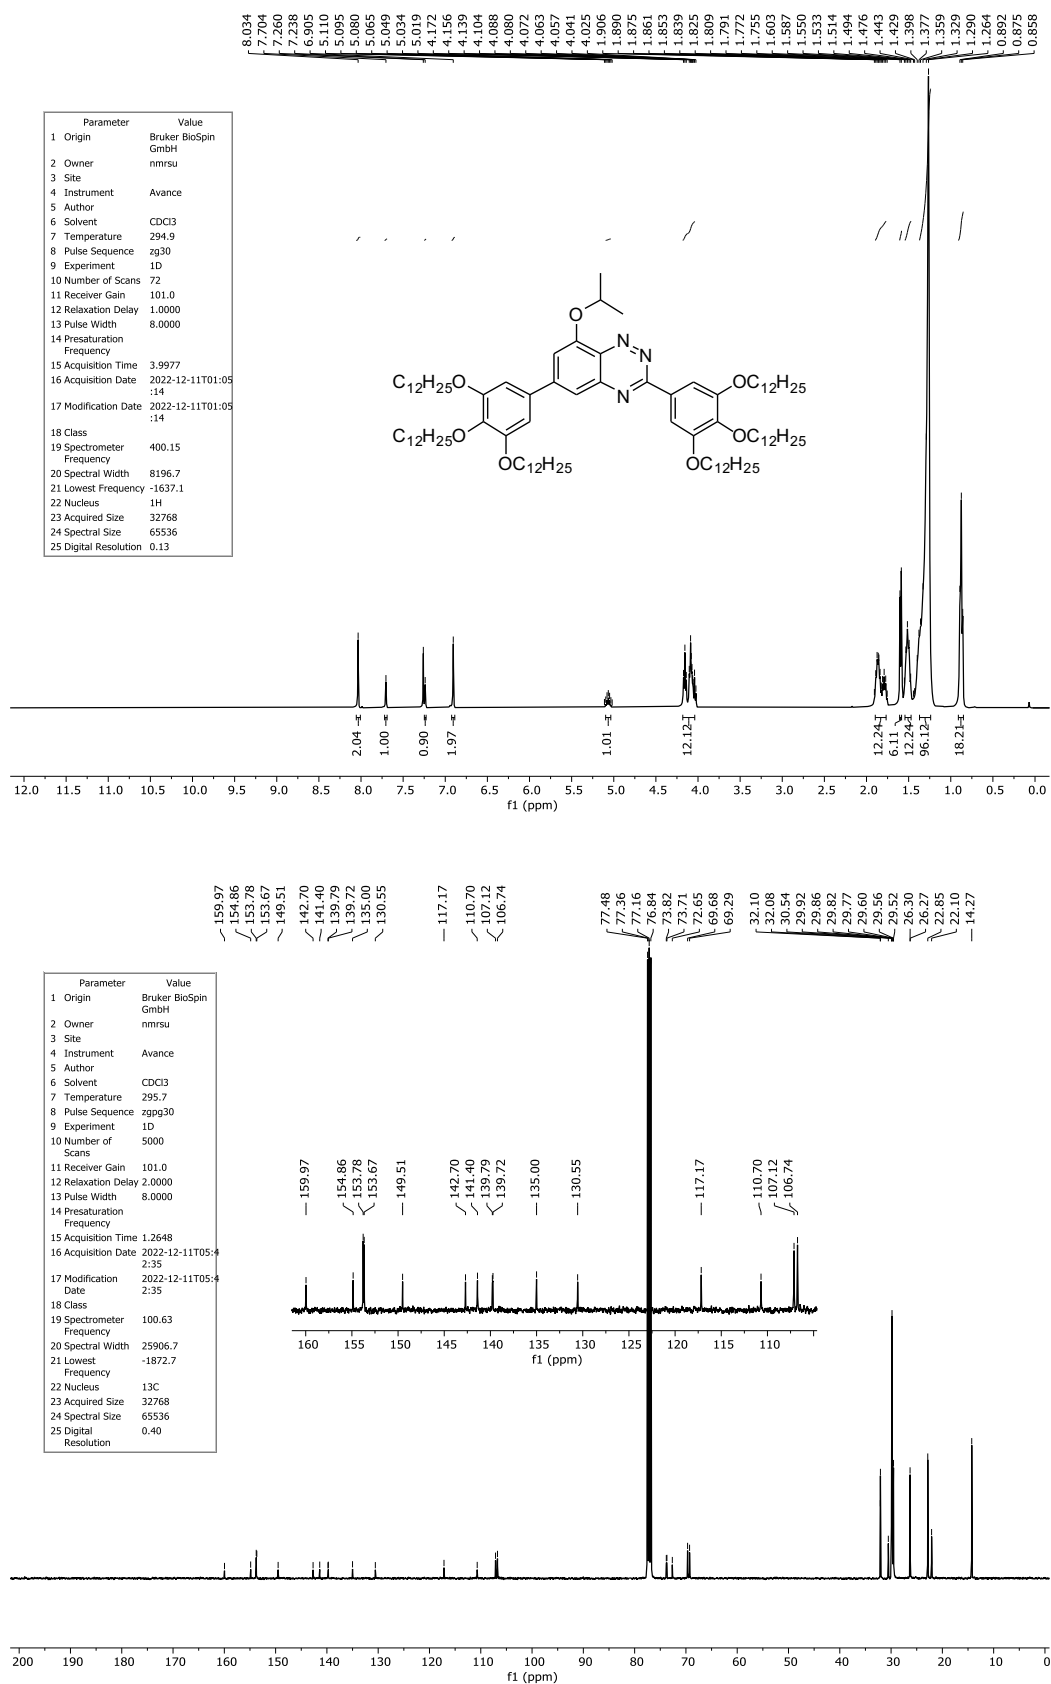 8.034 7.704 7.260 7.238 6.905 5.110 5.095 5.080 5.065 5.049 5.034 5.019 4.172 4.156 4.139 4.104 4.088 4.080 4.072 4.063 4.057 4.041 4.025 1.906 1.890 1.875 1.861 1.853 1.839 1.825 1.809 1.791 1.772 1.755 1.603 1.587 1.550 1.533 1.514 1.494 1.476 1.443 1.429 1.398 1.377 1.359 1.329 1.290 1.264 0.892 0.875 0.858
Parameter Value
1 Origin Bruker BioSpin
GmbH
2 Owner nmrsu
3 Site
4 Instrument Avance
5 Author
6 Solvent CDCl3
7 Temperature 294.9
8 Pulse Sequence zg30
9 Experiment 1D
10 Number of Scans 72
11 Receiver Gain 101.0
12 Relaxation Delay 1.0000
13 Pulse Width 8.0000
14 Presaturation
Frequency
15 Acquisition Time 3.9977
16 Acquisition Date 2022-12-11T01:05
:14
17 Modification Date 2022-12-11T01:05
:14
18 Class
19 Spectrometer 400.15
Frequency
20 Spectral Width 8196.7
21 Lowest Frequency -1637.1
22 Nucleus 1H
23 Acquired Size 32768
24 Spectral Size 65536
25 Digital Resolution 0.13
O
N
N
N
C12H25O
OC12H25
C12H25O
OC12H25
OC12H25
OC12H25
2.04 1.00 0.90 1.97 1.01 12.12 12.24 6.11 12.24 96.12 18.21
12.0 11.5 11.0 10.5 10.0 9.5 9.0 8.5 8.0 7.5 7.0 6.5 6.0 5.5 5.0 4.5 4.0 3.5 3.0 2.5 2.0 1.5 1.0 0.5 0.0
f1 (ppm)
159.97 154.86 153.78 153.67 149.51 142.70 141.40 139.79 139.72 135.00 130.55 117.17 110.70 107.12 106.74 77.48 77.36 77.16 76.84 73.82 73.71 72.65 69.68 69.29 32.10 32.08 30.54 29.92 29.86 29.82 29.77 29.60 29.56 29.52 26.30 26.27 22.85 22.10 14.27
Parameter Value
1 Origin Bruker BioSpin
GmbH
2 Owner nmrsu
3 Site
4 Instrument Avance
5 Author
6 Solvent CDCl3
7 Temperature 295.7
8 Pulse Sequence zgpg30
9 Experiment 1D
10 Number of 5000
Scans
11 Receiver Gain 101.0
12 Relaxation Delay 2.0000
13 Pulse Width 8.0000
14 Presaturation
Frequency
15 Acquisition Time 1.2648
16 Acquisition Date 2022-12-11T05:4
2:35
17 Modification 2022-12-11T05:4
Date 2:35
18 Class
19 Spectrometer 100.63
Frequency
20 Spectral Width 25906.7
21 Lowest -1872.7
Frequency
22 Nucleus 13C
23 Acquired Size 32768
24 Spectral Size 65536
25 Digital 0.40
Resolution
159.97 154.86 153.78 153.67 149.51 142.70 141.40 139.79 139.72 135.00 130.55 117.17 110.70 107.12 106.74
160 155 150 145 140 135 130 125 120 115 110
f1 (ppm)
200 190 180 170 160 150 140 130 120 110 100 90 80 70 60 50 40 30 20 10 0
f1 (ppm)